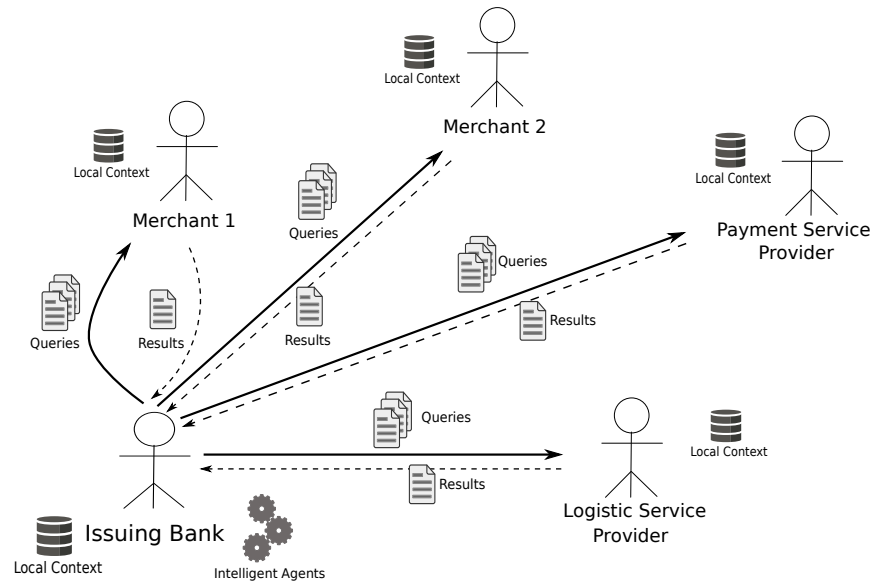 Local Context
Merchant 2
Local Context
Merchant 1
Local Context
Payment Service
Provider
Queries
Queries
Results
Queries
Results
Queries
Results
Queries
Results
Local Context
Logistic Service
Provider
Issuing Bank
Local Context
Intelligent Agents